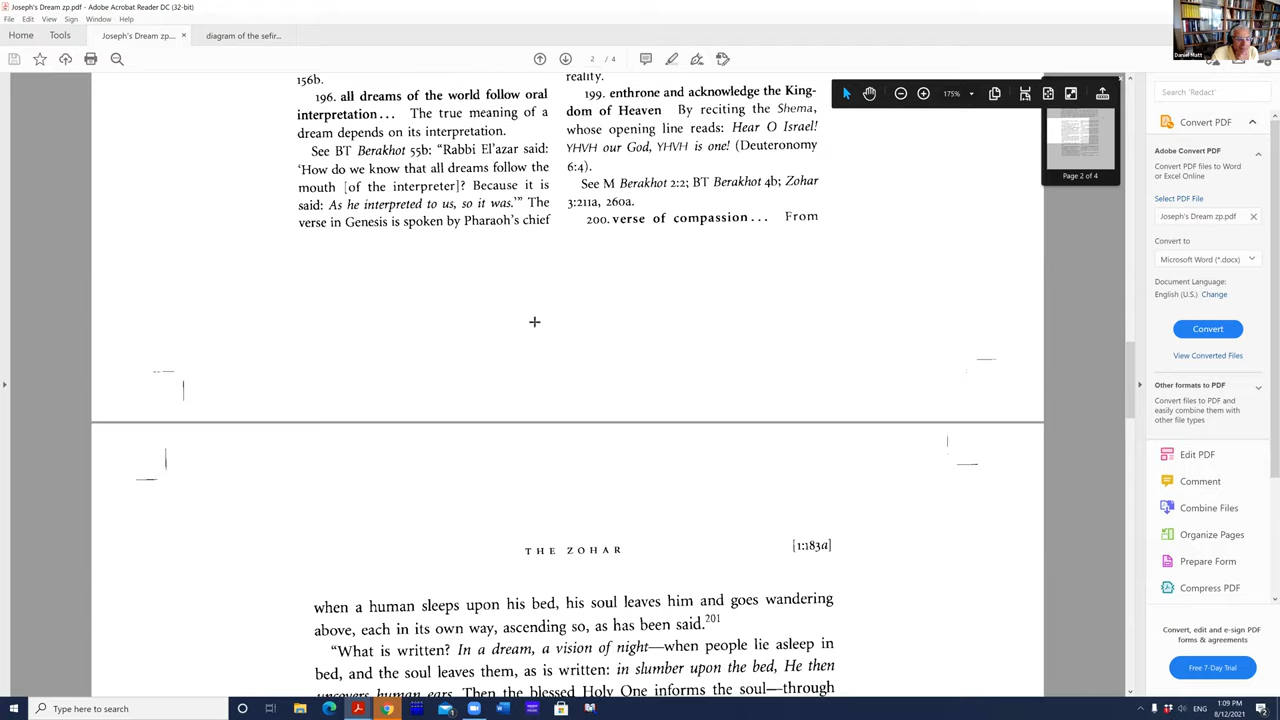 Joseph's Dream zp.pdf - Adobe Acrobat Reader DC (32-bit)
File Edit View Sign Window Help
Home Tools Joseph's Dream zp.... × diagram of the sefir...
2 / 4
Daniel Matt
175%
Page 2 of 4
156b.
196. all dreams of the world follow oral
interpretation... The true meaning of a
dream depends on its interpretation.
See BT Berakhot 55b: “Rabbi El’azar said:
‘How do we know that all dreams follow the
mouth [of the interpreter]? Because it is
said: As he interpreted to us, so it was.’” The
verse in Genesis is spoken by Pharaoh’s chief
reality.
199. enthrone and acknowledge the King-
dom of Heaven By reciting the Shema,
whose opening line reads: Hear O Israel!
YHVH our God, YHVH is one! (Deuteronomy
6:4).
See M Berakhot 2:2; BT Berakhot 4b; Zohar
3:211a, 260a.
200. verse of compassion... From
THE ZOHAR [1:183a]
when a human sleeps upon his bed, his soul leaves him and goes wandering
above, each in its own way, ascending so, as has been said.201
“What is written? In a dream, a vision of night—when people lie asleep in
bed, and the soul leaves them, as is written: in slumber upon the bed, He then
uncovers human ears. Then the blessed Holy One informs the soul—through
Search 'Redact'
Convert PDF
Adobe Convert PDF
Convert PDF Files to Word
or Excel Online
Select PDF File
Joseph's Dream zp.pdf ×
Convert to
Microsoft Word (*.docx)
Document Language:
English (U.S.) Change
Convert
View Converted Files
Other formats to PDF
Convert files to PDF and
easily combine them with
other file types
Edit PDF
Comment
Combine Files
Organize Pages
Prepare Form
Compress PDF
Convert, edit and e-sign PDF
forms & agreements
Free 7-Day Trial
Type here to search
ENG
1:09 PM
8/12/2021